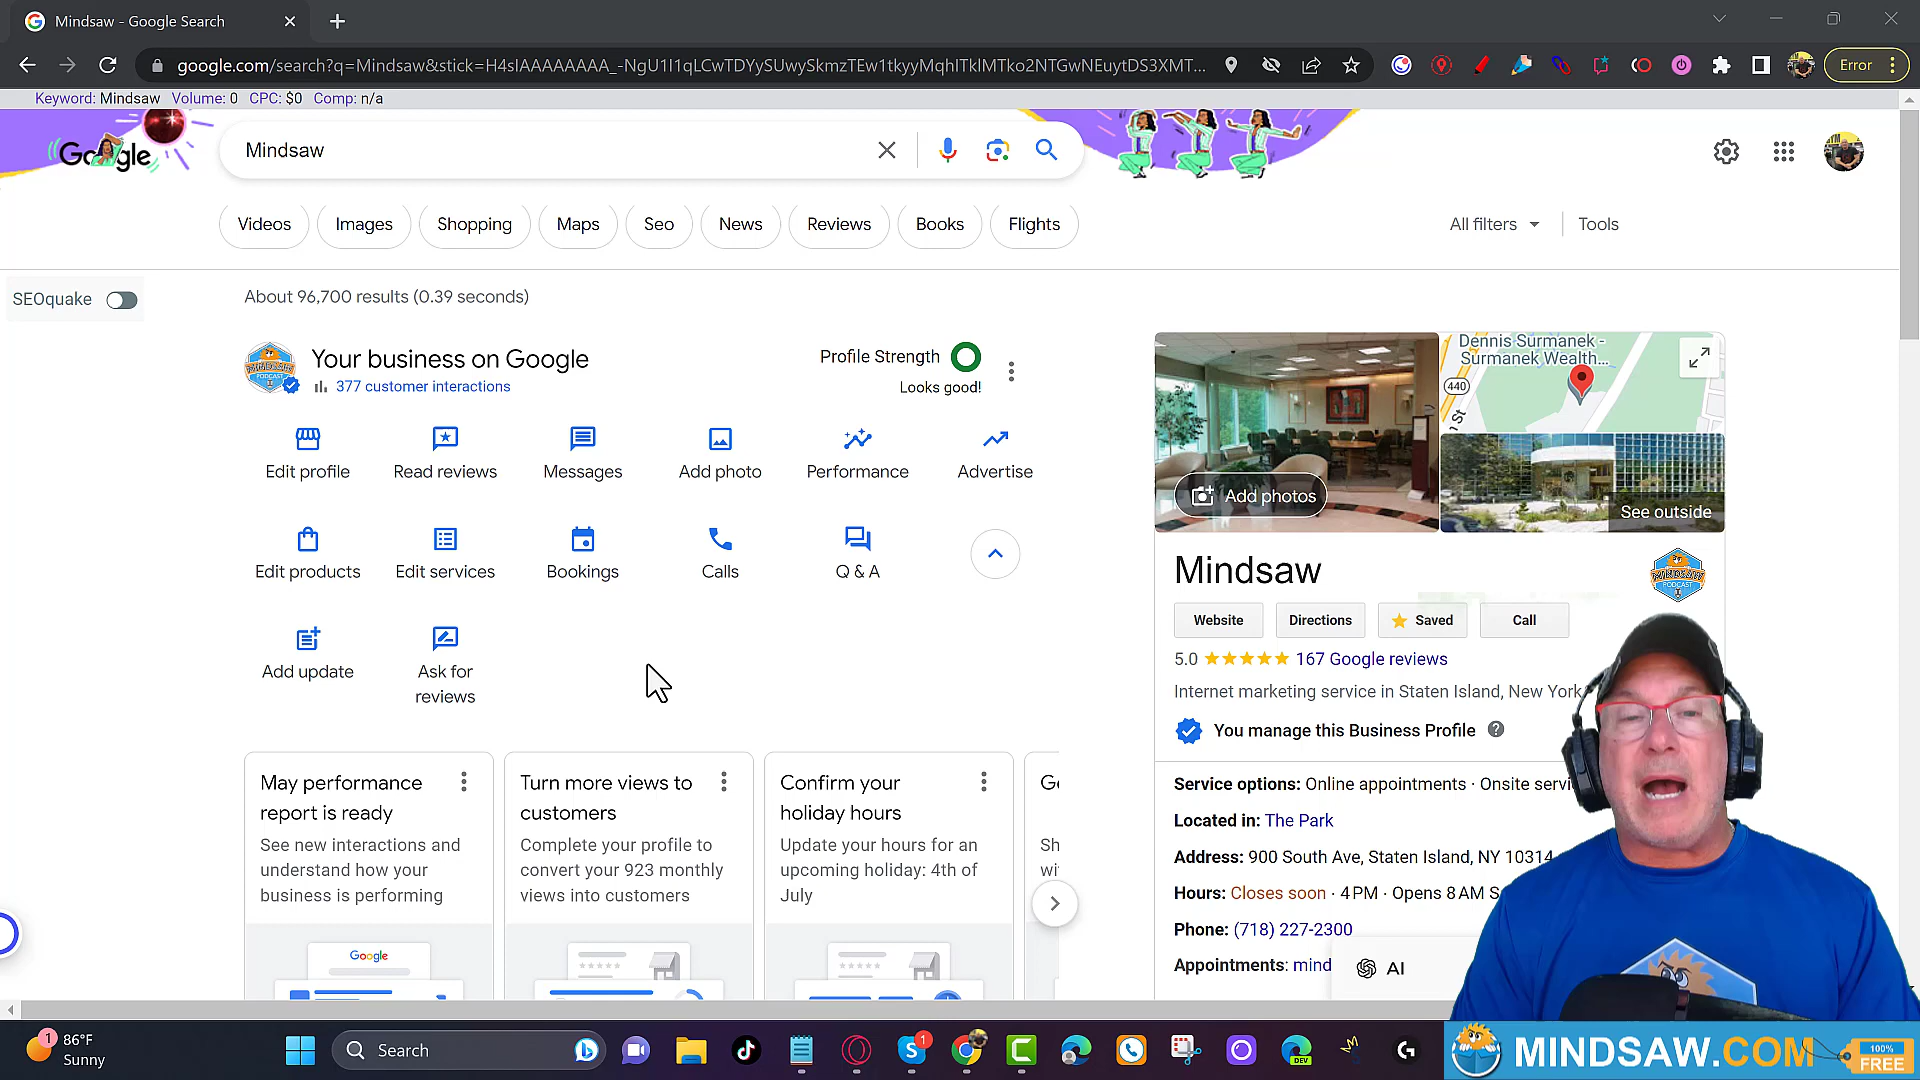 Mindsaw - Google Search
google.com/search?q=Mindsaw&stick=H4sIAAAAAAAA_-NgU1I1qLCwTDYySUwySkmzTEw1tkyyMqhITklMTko2NTGwNEuytDS3XMT...
Error
Keyword: Mindsaw Volume: 0 CPC: $0 Comp: n/a
Google
Mindsaw
Videos
Images
Shopping
Maps
Seo
News
Reviews
Books
Flights
All filters
Tools
SEOquake
About 96,700 results (0.39 seconds)
Your business on Google
377 customer interactions
Profile Strength
Looks good!
Edit profile
Read reviews
Messages
Add photo
Performance
Advertise
Edit products
Edit services
Bookings
Calls
Q & A
Add update
Ask for
reviews
May performance
report is ready
See new interactions and
understand how your
business is performing
Google
Turn more views to
customers
Complete your profile to
convert your 923 monthly
views into customers
Confirm your
holiday hours
Update your hours for an
upcoming holiday: 4th of
July
Dennis Surmanek -
Surmanek Wealth...
440
Add photos
See outside
Mindsaw
MINDSAW
PODCAST
Website
Directions
Saved
Call
5.0
167 Google reviews
Internet marketing service in Staten Island, New York
You manage this Business Profile
Service options: Online appointments · Onsite servi
Located in: The Park
Address: 900 South Ave, Staten Island, NY 10314
Hours: Closes soon · 4 PM · Opens 8 AM S
Phone: (718) 227-2300
Appointments: mind
AI
1
86°F
Sunny
Search
1
DEV
MINDSAW.COM
100%
FREE